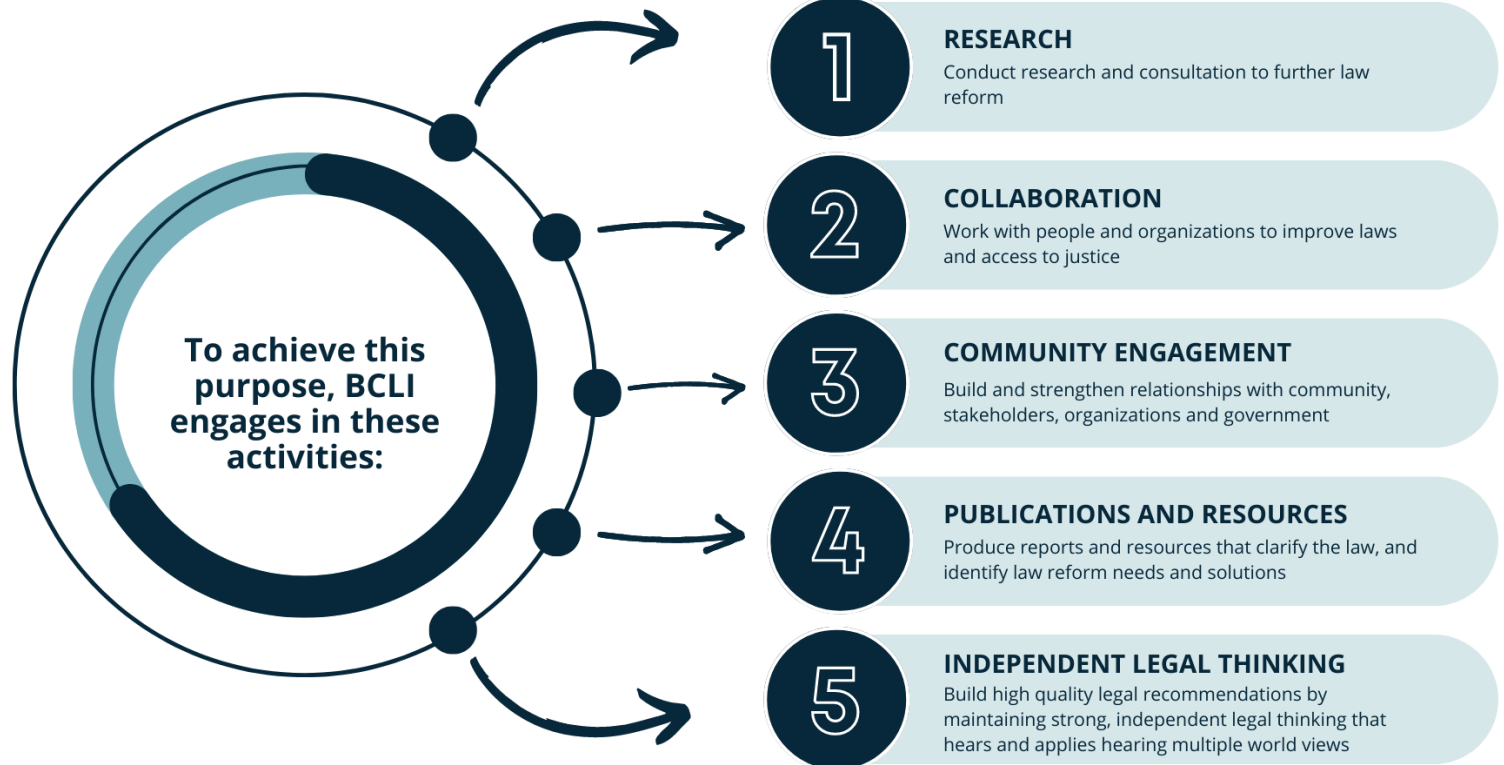 To achieve this
purpose, BCLI
engages in these
activities:
1
RESEARCH
Conduct research and consultation to further law
reform
2
COLLABORATION
Work with people and organizations to improve laws
and access to justice
3
COMMUNITY ENGAGEMENT
Build and strengthen relationships with community,
stakeholders, organizations and government
4
PUBLICATIONS AND RESOURCES
Produce reports and resources that clarify the law, and
identify law reform needs and solutions
5
INDEPENDENT LEGAL THINKING
Build high quality legal recommendations by
maintaining strong, independent legal thinking that
hears and applies hearing multiple world views